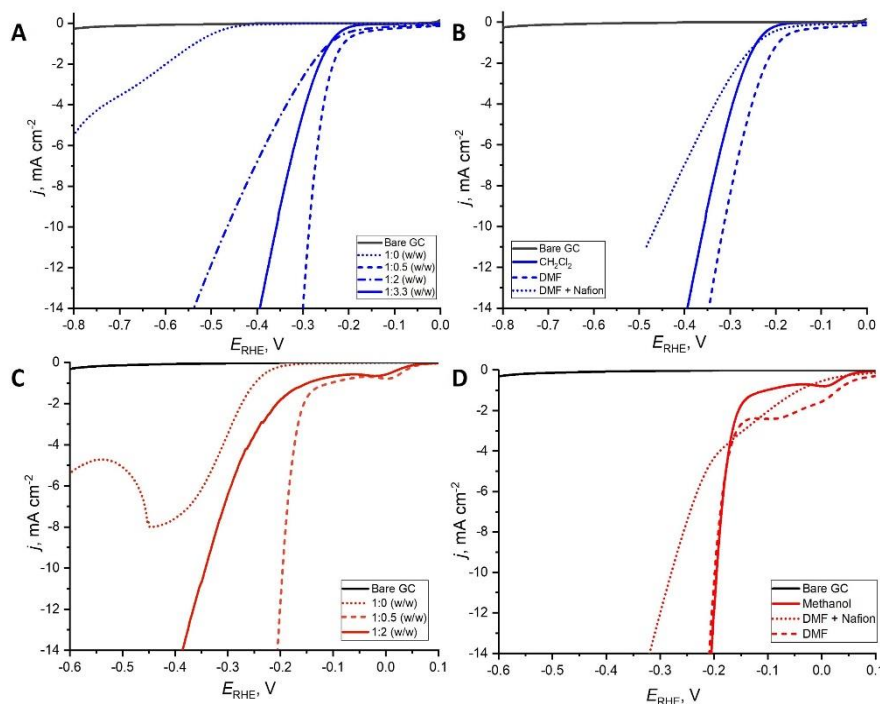 A
0
-2
-4
-6
-8
-10
-12
-14
j, mA cm⁻²
Bare GC
1:0 (w/w)
1:0.5 (w/w)
1:2 (w/w)
1:3.3 (w/w)
-0.8 -0.7 -0.6 -0.5 -0.4 -0.3 -0.2 -0.1 0.0
E_RHE, V
B
0
-2
-4
-6
-8
-10
-12
-14
j, mA cm⁻²
Bare GC
CH₂Cl₂
DMF
DMF + Nafion
-0.8 -0.7 -0.6 -0.5 -0.4 -0.3 -0.2 -0.1 0.0
E_RHE, V
C
0
-2
-4
-6
-8
-10
-12
-14
j, mA cm⁻²
Bare GC
1:0 (w/w)
1:0.5 (w/w)
1:2 (w/w)
-0.6 -0.5 -0.4 -0.3 -0.2 -0.1 0.0 0.1
E_RHE, V
D
0
-2
-4
-6
-8
-10
-12
-14
j, mA cm⁻²
Bare GC
Methanol
DMF + Nafion
DMF
-0.6 -0.5 -0.4 -0.3 -0.2 -0.1 0.0 0.1
E_RHE, V